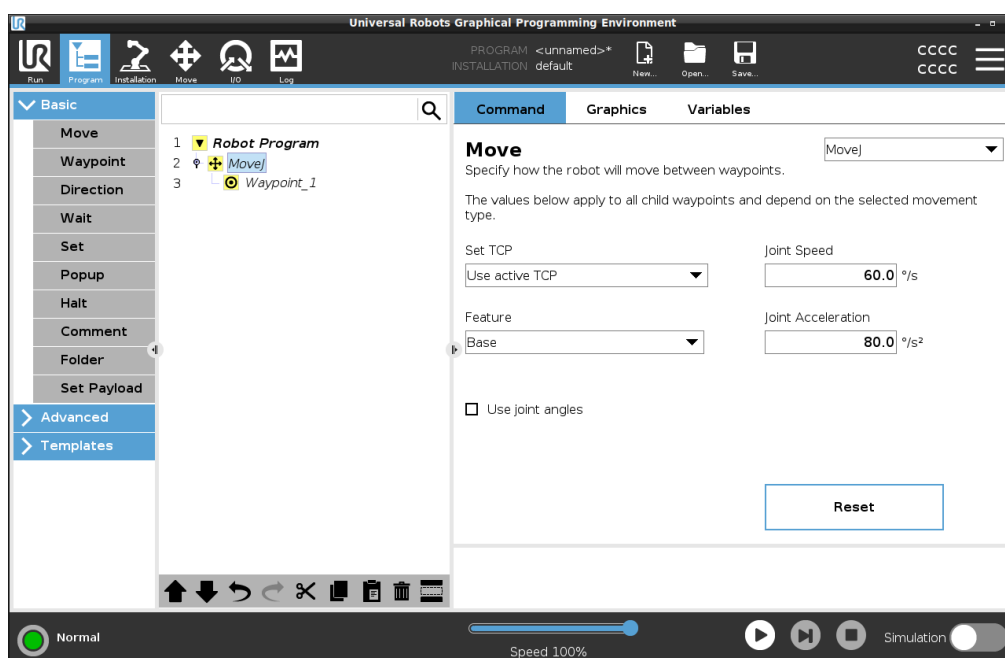 Universal Robots Graphical Programming Environment
UR
Run
Program
Installation
Move
I/O
Log
PROGRAM <unnamed>*
INSTALLATION default
New...
Open...
Save...
CCCC
CCCC
Basic
Move
Waypoint
Direction
Wait
Set
Popup
Halt
Comment
Folder
Set Payload
Advanced
Templates
1 Robot Program
2 MoveJ
3 Waypoint_1
Command Graphics Variables
Move
MoveJ
Specify how the robot will move between waypoints.
The values below apply to all child waypoints and depend on the selected movement
type.
Set TCP
Use active TCP
Joint Speed
60.0 °/s
Feature
Base
Joint Acceleration
80.0 °/s²
Use joint angles
Reset
Normal
Speed 100%
Simulation